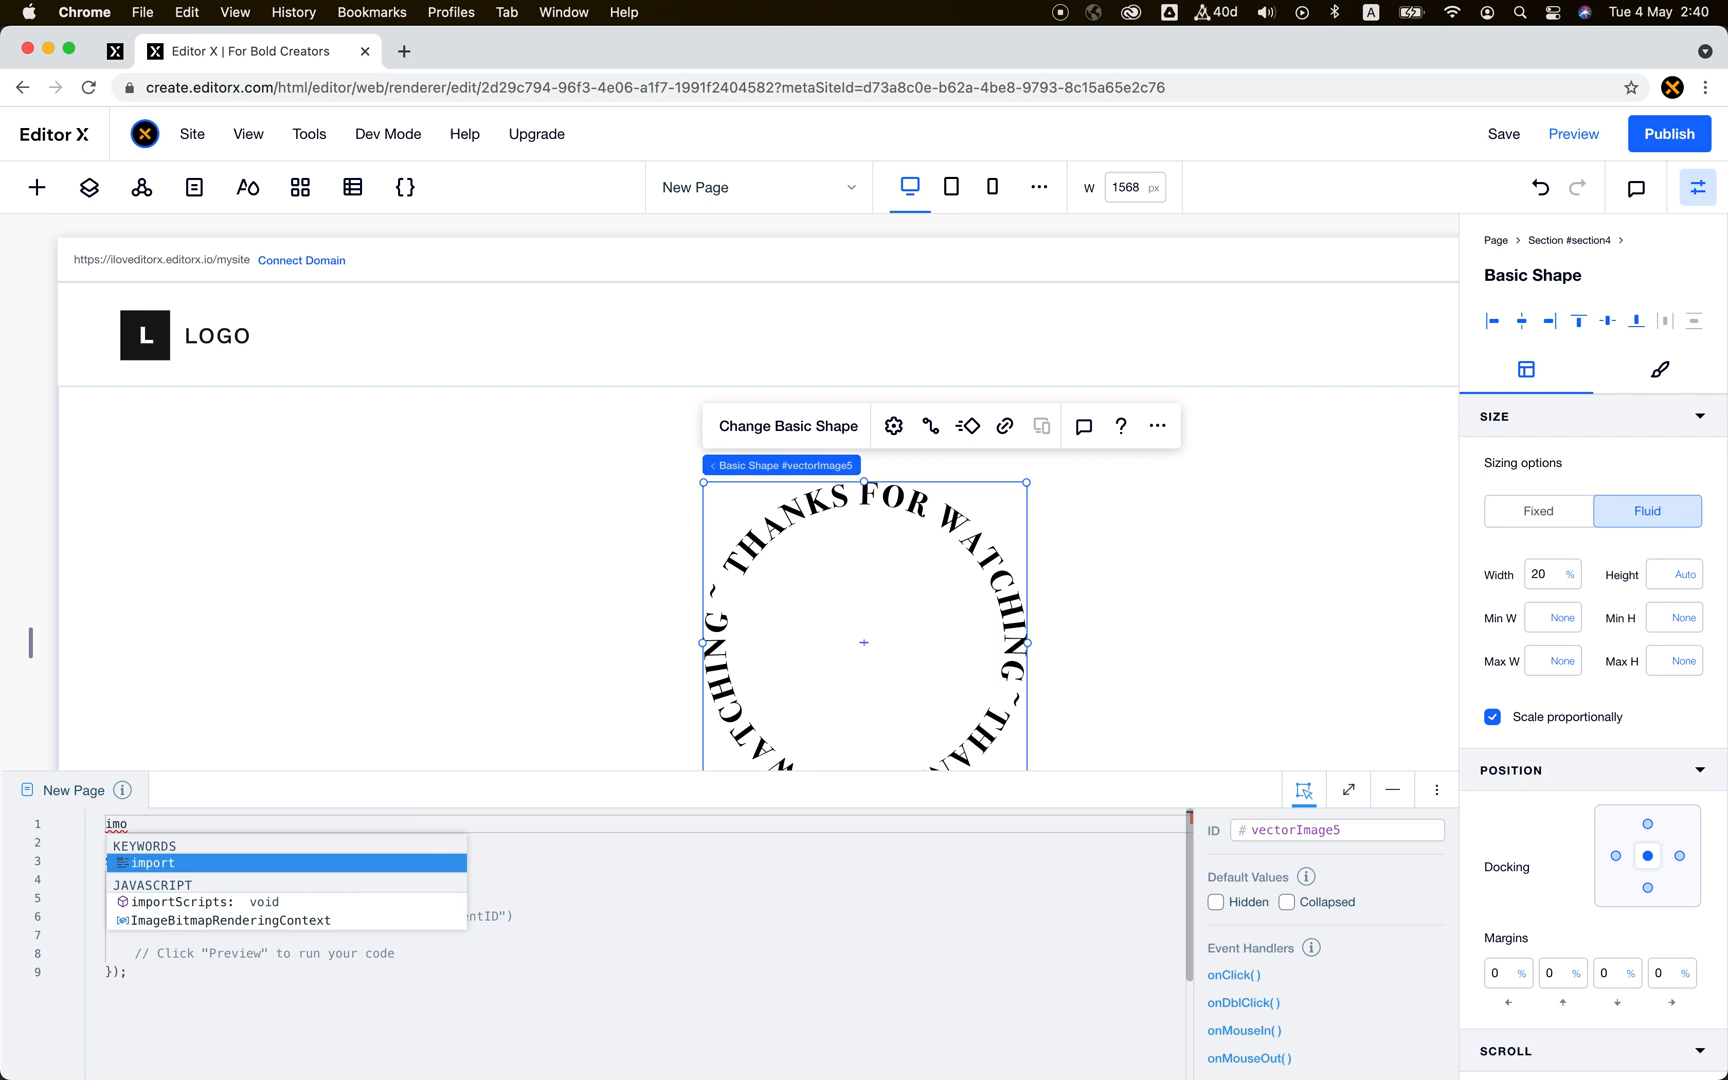 Chrome File Edit View History Bookmarks Profiles Tab Window Help 40d A Tue 4 May 2:40
Editor X | For Bold Creators
create.editorx.com/html/editor/web/renderer/edit/2d29c794-96f3-4e06-a1f7-1991f2404582?metaSiteId=d73a8c0e-b62a-4be8-9793-8c15a65e2c76
Editor X Site View Tools Dev Mode Help Upgrade Save Preview Publish
New Page W 1568 px
https://iloveditorx.editorx.io/mysite Connect Domain
L LOGO
Change Basic Shape
Basic Shape #vectorImage5
THANKS FOR WATCHING ~ THAN
WATCHING ~
Page > Section #section4 >
Basic Shape
SIZE
Sizing options
Fixed Fluid
Width 20 % Height Auto
Min W None Min H None
Max W None Max H None
Scale proportionally
POSITION
Docking
Margins
0 % 0 % 0 % 0 %
SCROLL
New Page
1 imo
2 KEYWORDS
3 import
4 JAVASCRIPT
5 importScripts: void
6 ImageBitmapRenderingContext entID")
7
8 // Click "Preview" to run your code
9 });
ID # vectorImage5
Default Values
Hidden Collapsed
Event Handlers
onClick()
onDblClick()
onMouseIn()
onMouseOut()